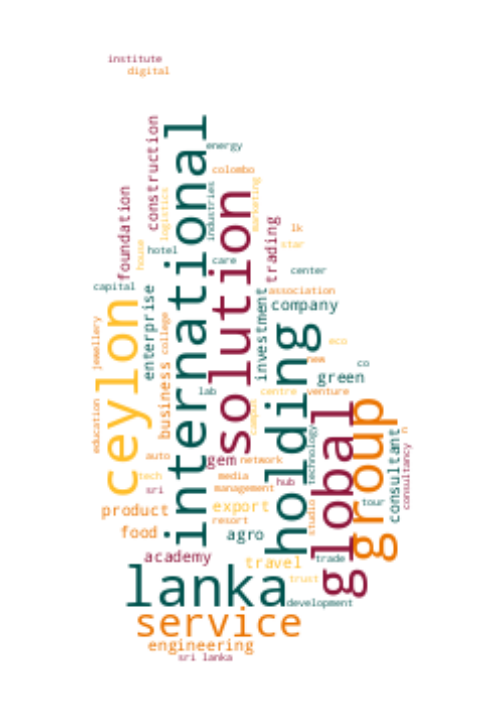 institute
digital
construction
international
energy
logistics
industries
colombo
marketing
foundation
solution
trading
lk
star
house
hotel
care
center
capital
association
ceylon
enterprise
investment
company
jewellery
college
holding
eco
new
co
green
business
lab
centre
venture
education
global
group
auto
gem
network
technology
consultant
consultancy
n
tech
media
hub
sri
management
product
export
studio
tour
resort
food
agro
academy
travel
trade
trust
lanka
development
service
engineering
sri lanka